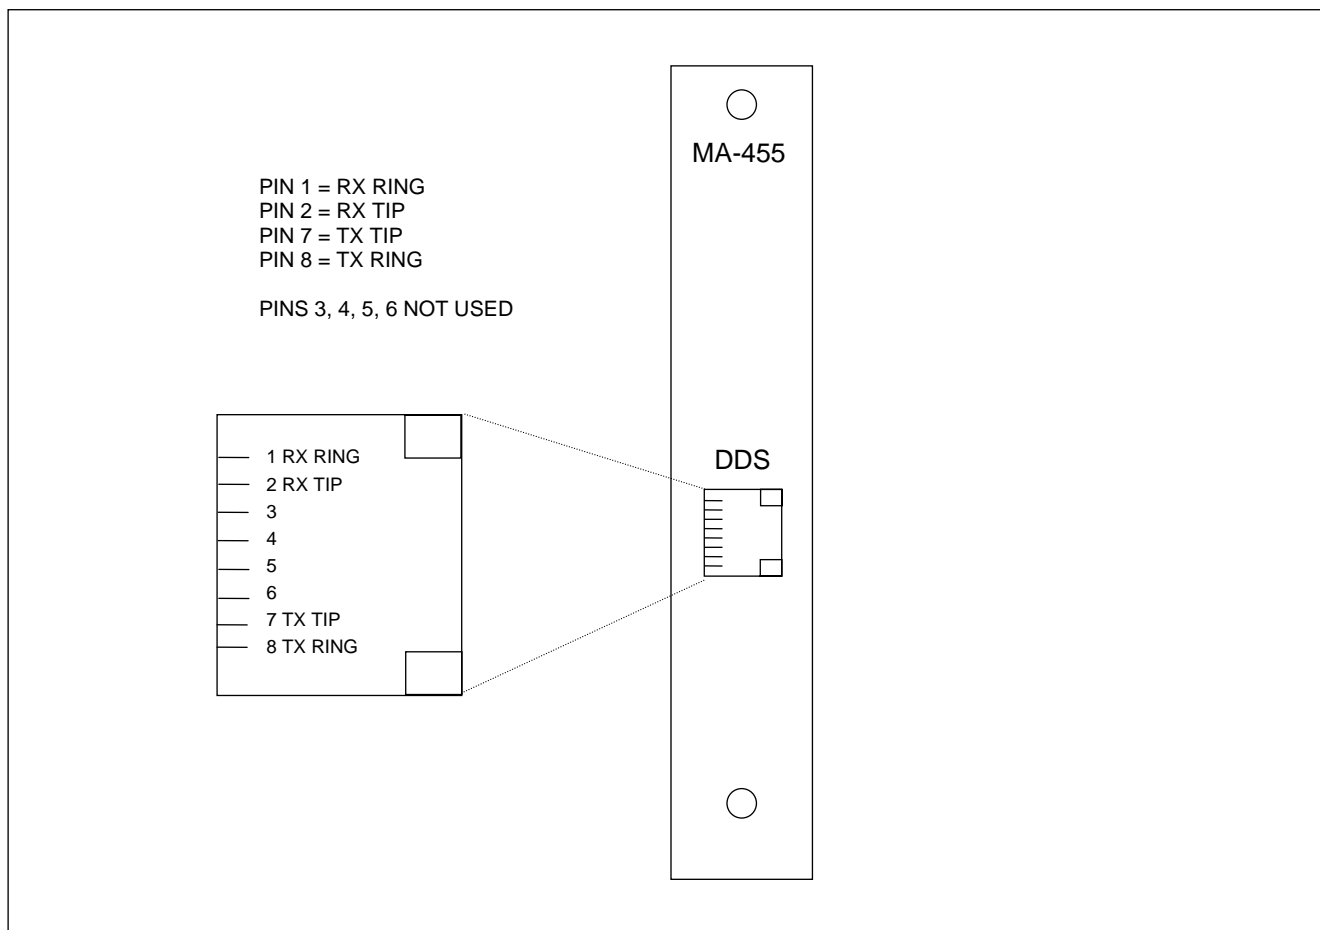 MA-455
PIN 1 = RX RING
PIN 2 = RX TIP
PIN 7 = TX TIP
PIN 8 = TX RING
PINS 3, 4, 5, 6 NOT USED
1 RX RING
2 RX TIP
3
4
5
6
7 TX TIP
8 TX RING
DDS